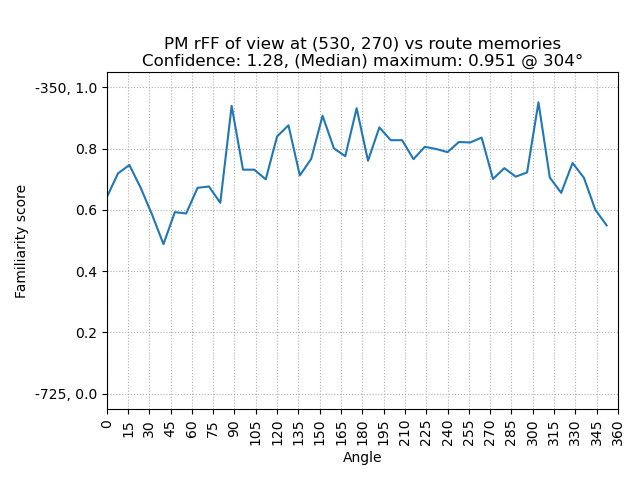 PM rFF of view at (530, 270) vs route memories
Confidence: 1.28, (Median) maximum: 0.951 @ 304°
-350, 1.0
0.8
0.6
0.4
0.2
-725, 0.0
Familiarity score
0 15 30 45 60 75 90 105 120 135 150 165 180 195 210 225 240 255 270 285 300 315 330 345 360
Angle